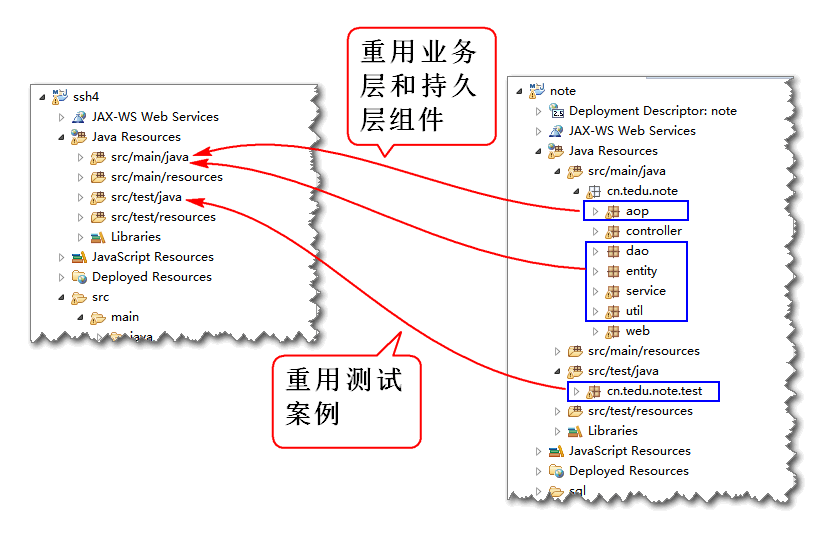 重用业务
层和持久
层组件
ssh4
JAX-WS Web Services
Java Resources
src/main/java
src/main/resources
src/test/java
src/test/resources
Libraries
JavaScript Resources
Deployed Resources
src
main
java
重用测试
案例
note
Deployment Descriptor: note
JAX-WS Web Services
Java Resources
src/main/java
cn.tedu.note
aop
controller
dao
entity
service
util
web
src/main/resources
src/test/java
cn.tedu.note.test
src/test/resources
Libraries
JavaScript Resources
Deployed Resources
sql